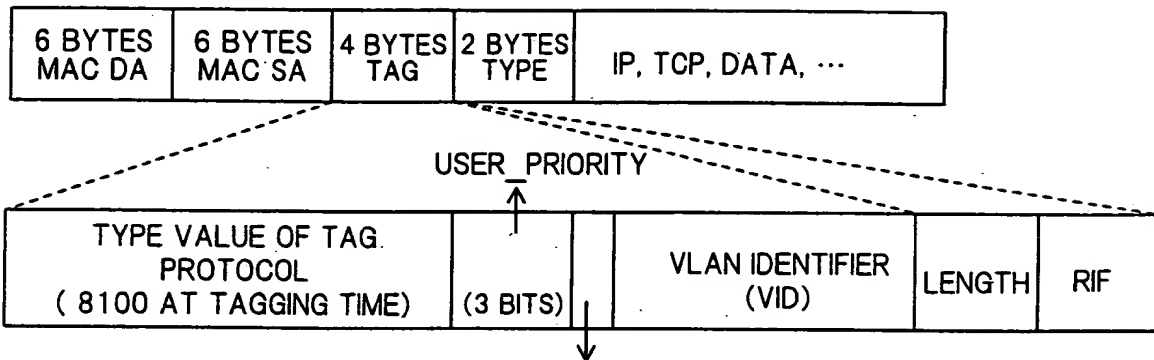 6 BYTES
MAC DA
6 BYTES
MAC SA
4 BYTES
TAG
2 BYTES
TYPE
IP, TCP, DATA, ···
USER_PRIORITY
TYPE VALUE OF TAG
PROTOCOL
( 8100 AT TAGGING TIME)
(3 BITS)
VLAN IDENTIFIER
(VID)
LENGTH
RIF